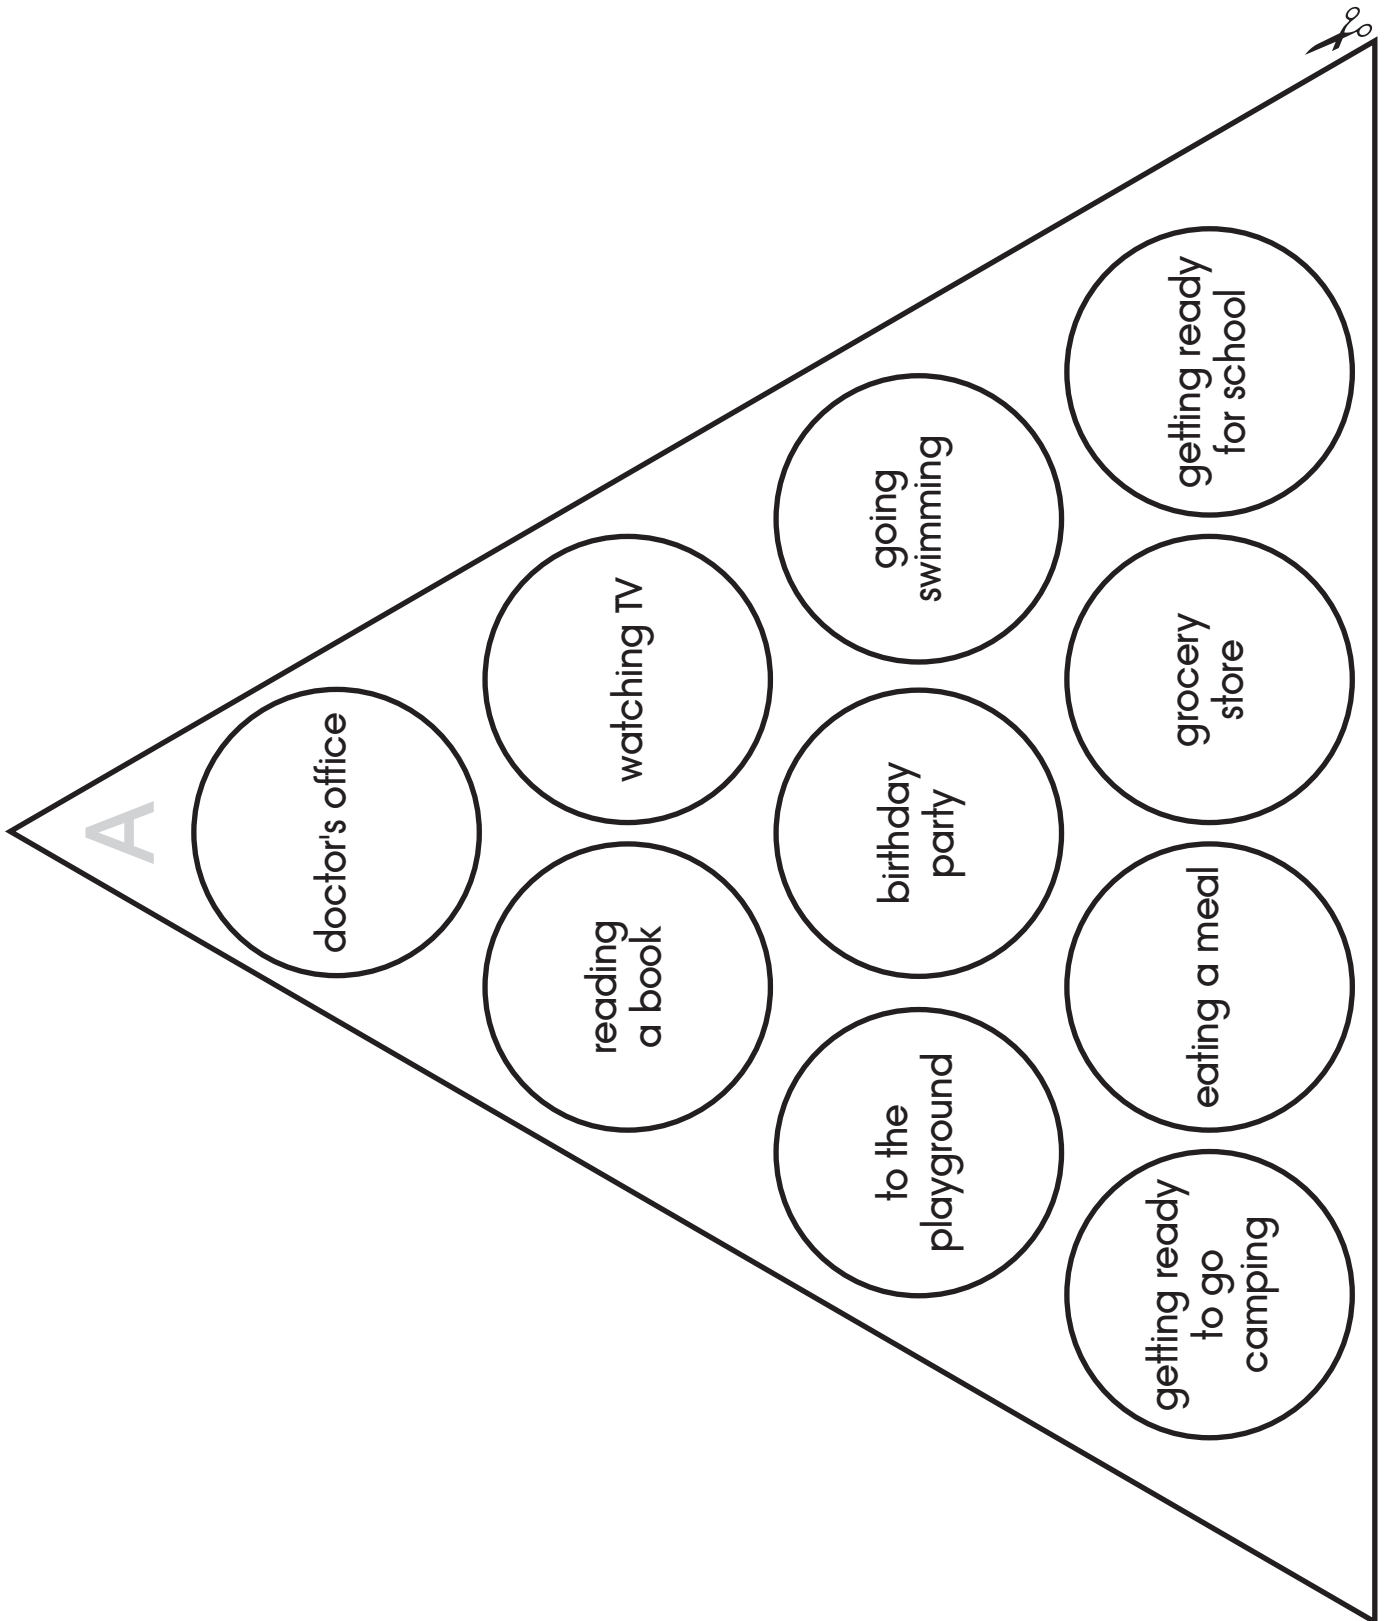 A
doctor's office
reading
a book
watching TV
to the
playground
birthday
party
going
swimming
getting ready
to go
camping
eating a meal
grocery
store
getting ready
for school